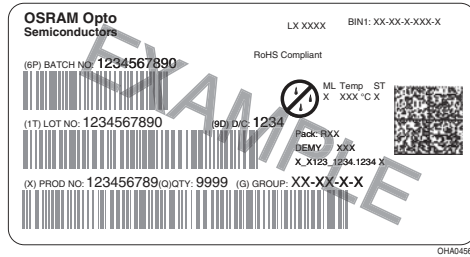 OSRAM Opto
Semiconductors
LX XXXX
BIN1: XX-XX-X-XXX-X
RoHS Compliant
(6P) BATCH NO: 1234567890
ML Temp ST
X XXX °C X
(1T) LOT NO: 1234567890 (9D) D/C: 1234
Pack: RXX
DEMY XXX
X_X123_1234.1234 X
(X) PROD NO: 123456789(Q)QTY: 9999 (G) GROUP: XX-XX-X-X
EXAMPLE
OHA04563